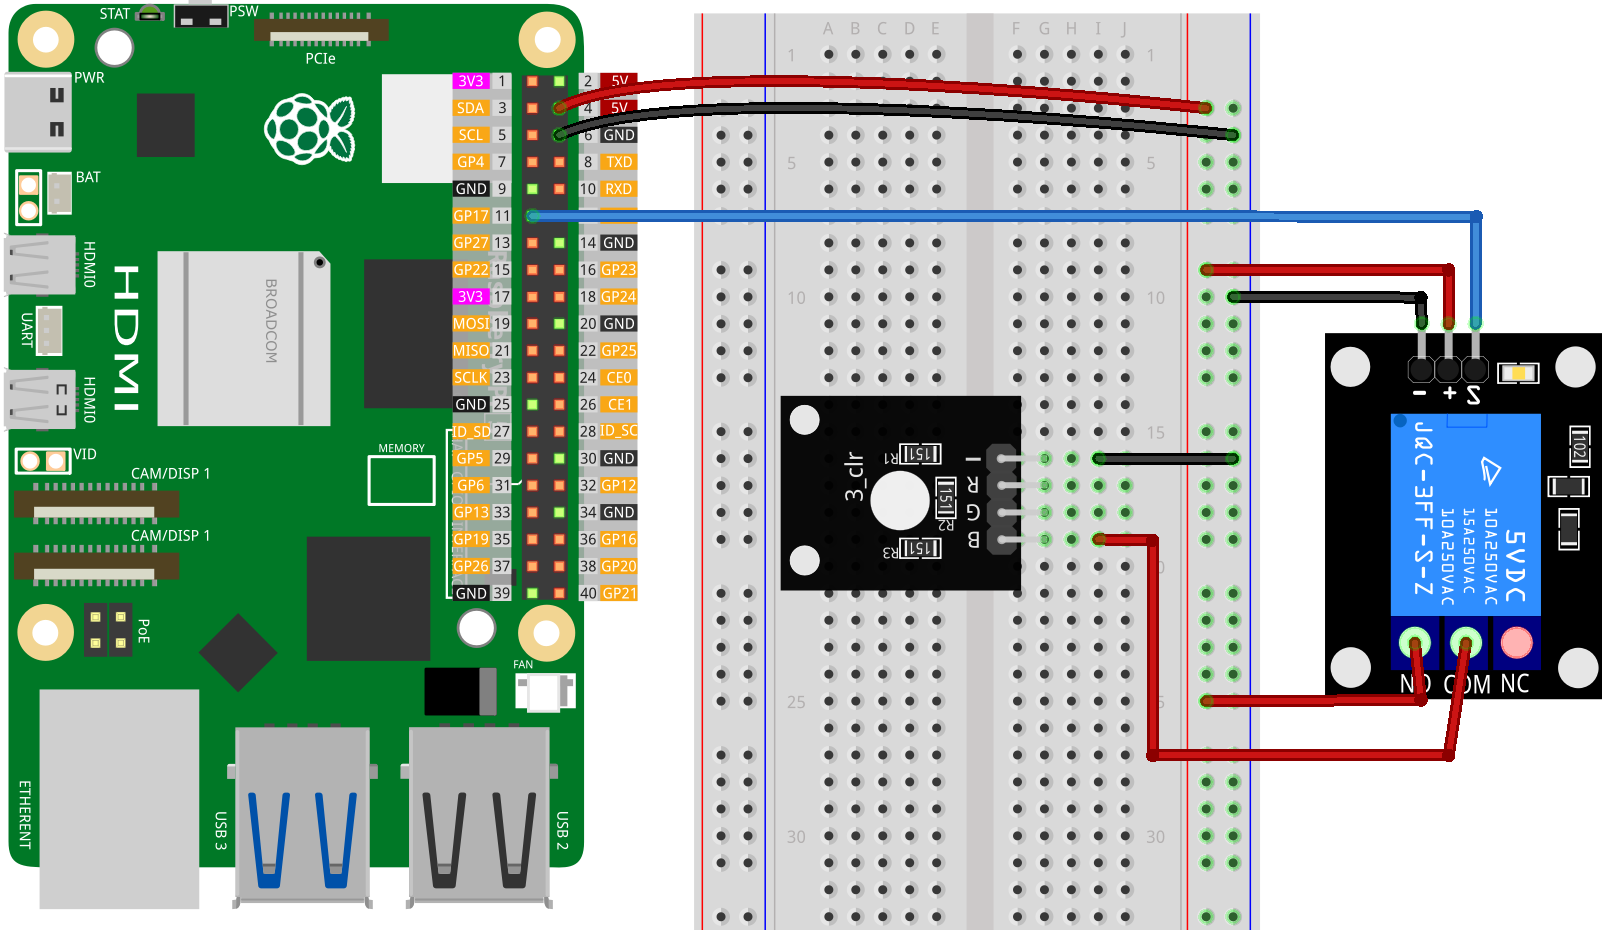 STAT
PSW
PCIe
PWR
BAT
HDMI0
UART
HDMI0
HDMI
BROADCOM
VID
MEMORY
CAM/DISP 1
CAM/DISP 1
PoE
FAN
ETHERENT
USB 3
USB 2
3V3 1 2 5V
SDA 3 4 5V
SCL 5 6 GND
GP4 7 8 TXD
GND 9 10 RXD
GP17 11
GP27 13 14 GND
GP22 15 16 GP23
3V3 17 18 GP24
MOSI 19 20 GND
MISO 21 22 GP25
SCLK 23 24 CE0
GND 25 26 CE1
ID_SD 27 28 ID_SC
GP5 29 30 GND
GP6 31 32 GP12
GP13 33 34 GND
GP19 35 36 GP16
GP26 37 38 GP20
GND 39 40 GP21
A B C D E F G H I J
1 1
5 5
10 10
15
25
30 30
3_clr
R1 151
R2 151
R3 151
-
R
G
B
- + S
JQC-3FF-S-Z
10A250VAC
15A250VAC
10A250VAC
5VDC
102
NO COM NC